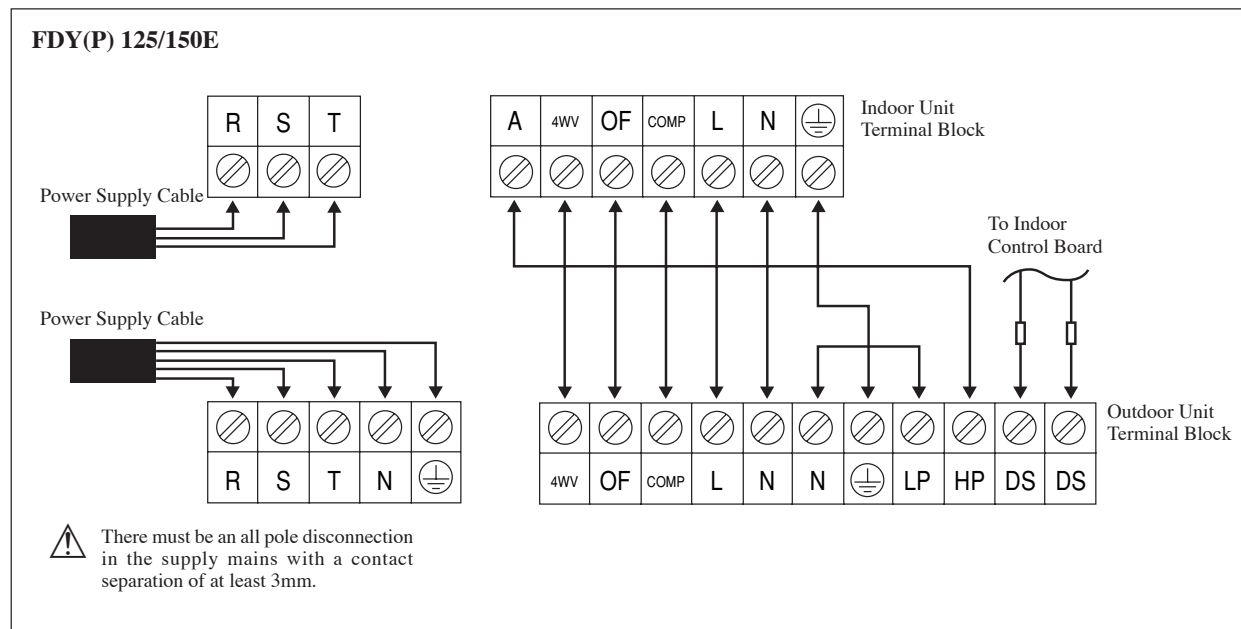 FDY(P) 125/150E
R S T
Power Supply Cable
A 4WV OF COMP L N
Indoor Unit
Terminal Block
To Indoor
Control Board
Power Supply Cable
R S T N
4WV OF COMP L N N LP HP DS DS
Outdoor Unit
Terminal Block
There must be an all pole disconnection
in the supply mains with a contact
separation of at least 3mm.